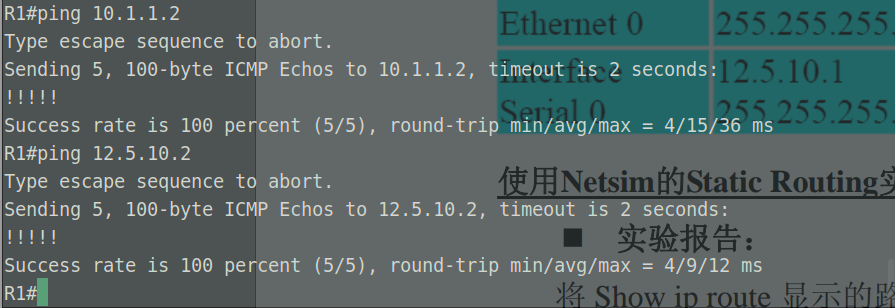 R1#ping 10.1.1.2
Type escape sequence to abort.
Sending 5, 100-byte ICMP Echos to 10.1.1.2, timeout is 2 seconds:
!!!!!
Success rate is 100 percent (5/5), round-trip min/avg/max = 4/15/36 ms
R1#ping 12.5.10.2
Type escape sequence to abort.
Sending 5, 100-byte ICMP Echos to 12.5.10.2, timeout is 2 seconds:
!!!!!
Success rate is 100 percent (5/5), round-trip min/avg/max = 4/9/12 ms
R1#
Ethernet 0 255.255.255.
Interface 12.5.10.1
Serial 0 255.255.255.
使用Netsim的Static Routing实
■ 实验报告：
将 Show ip route 显示的路